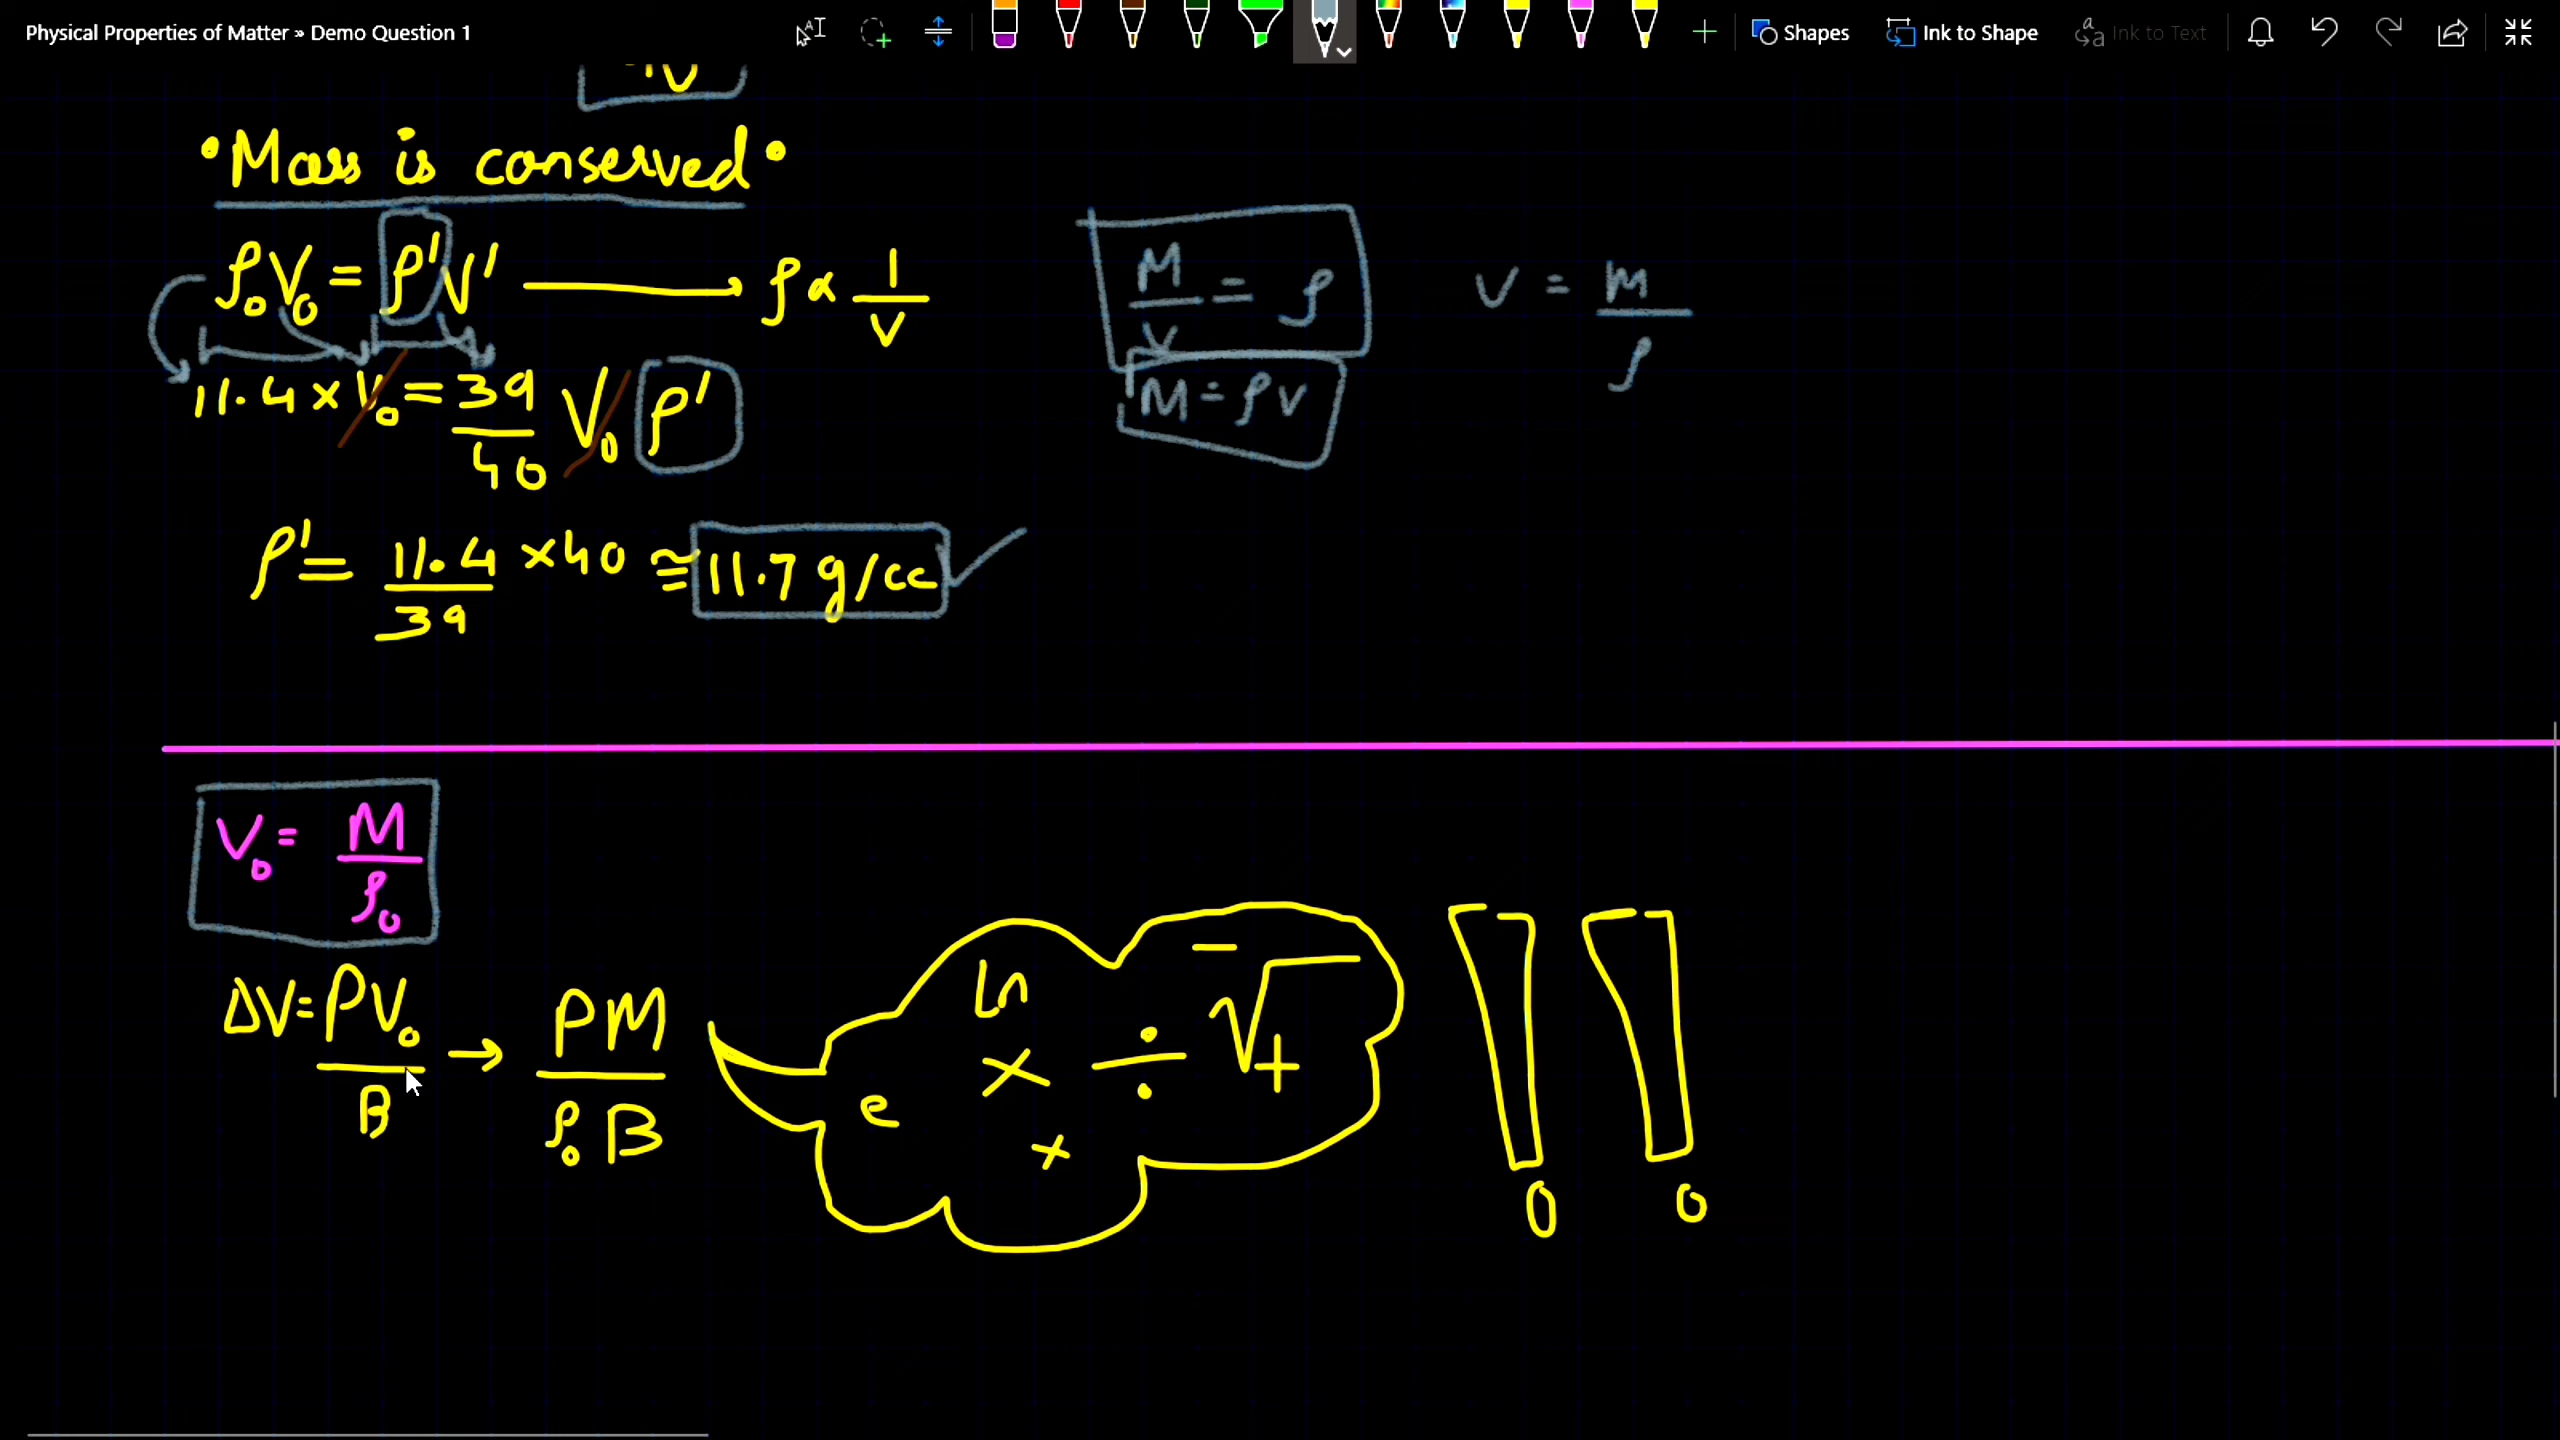 Physical Properties of Matter » Demo Question 1
Shapes
Ink to Shape
Ink to Text
V
•Mass is conserved•
ρ₀V₀ = ρ'V' → ρ ∝ 1/V
M/V = ρ
V = M/ρ
11.4 × V₀ = 39/40 V₀ ρ'
M = ρV
ρ' = 11.4/39 × 40 ≅ 11.7 g/cc
V₀ = M/ρ₀
ΔV = PV₀/B → PM/ρ₀B
ln
− √
× ÷ +
e
×
!!